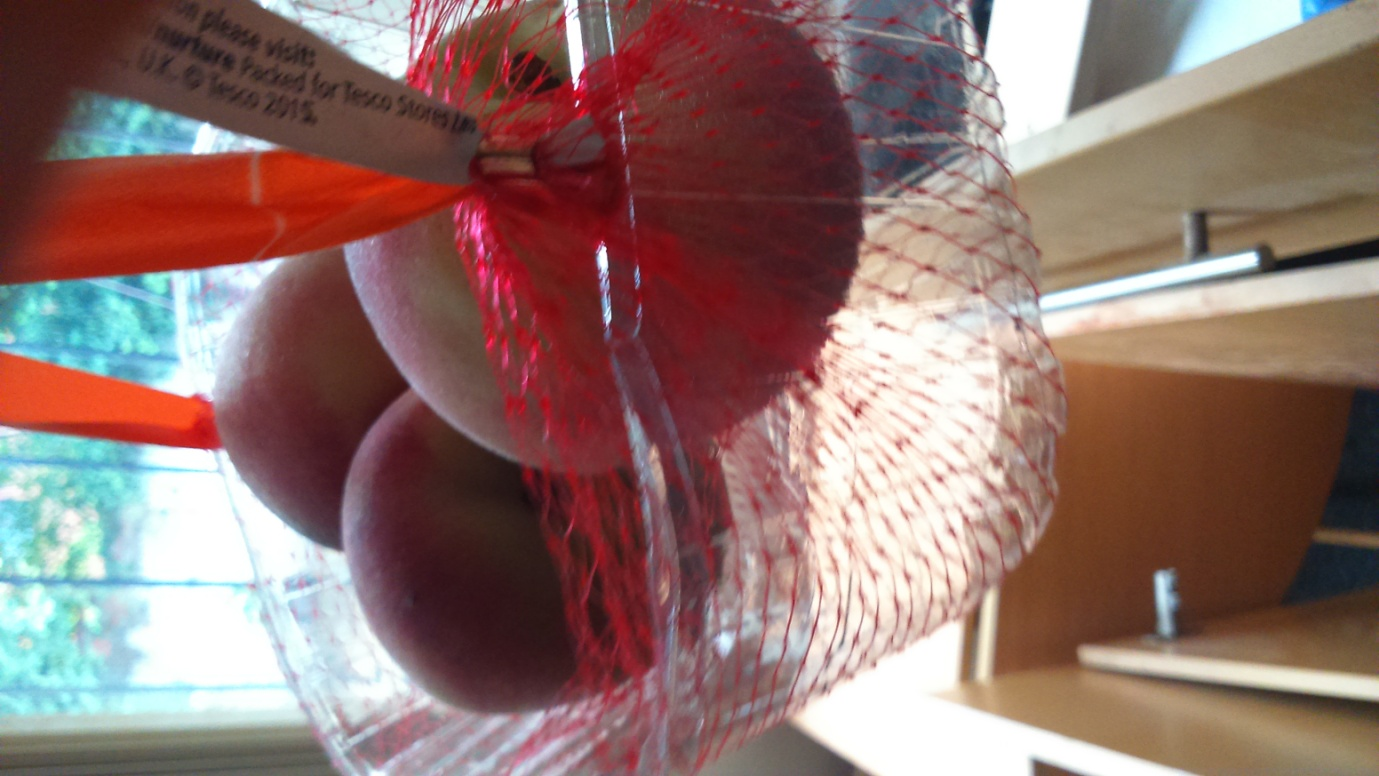 on please visit:
nurture Packed for Tesco Stores Ltd
U.K. © Tesco 2015.